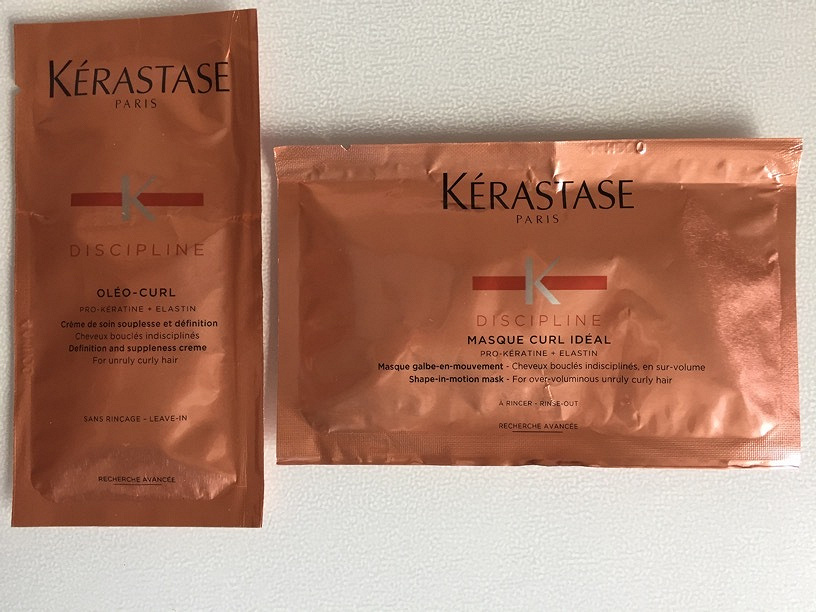 KÉRASTASE
PARIS
K
DISCIPLINE
OLÉO-CURL
PRO-KÉRATINE + ELASTIN
Crème de soin souplesse et définition
Cheveux bouclés indisciplinés
Definition and suppleness creme
For unruly curly hair
SANS RINCAGE - LEAVE-IN
RECHERCHE AVANCÉE
KÉRASTASE
PARIS
K
DISCIPLINE
MASQUE CURL IDÉAL
PRO-KÉRATINE + ELASTIN
Masque galbe-en-mouvement - Cheveux bouclés indisciplinés, en sur-volume
Shape-in-motion mask - For over-voluminous unruly curly hair
À RINCER - RINSE-OUT
RECHERCHE AVANCÉE